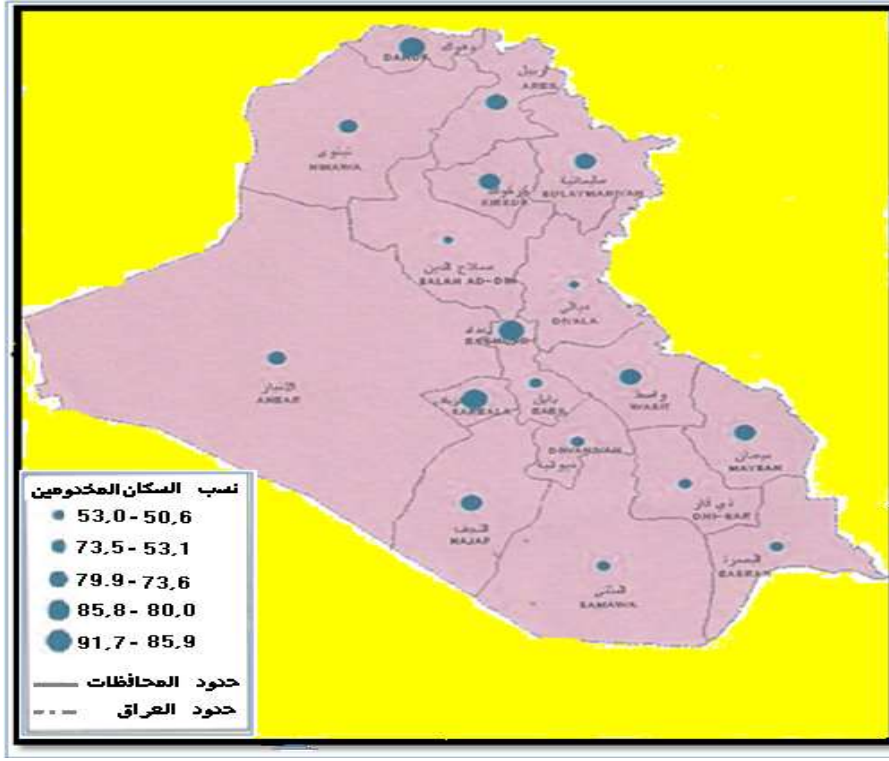 دهوك
DAHUK
اربيل
ARBIL
نينوى
NINAWA
سليمانية
SULAYMANIYAH
كركوك
KIRKUK
صلاح الدين
SALAH AD-DIN
ديالى
DIYALA
بغداد
BAGHDAD
الانبار
ANBAR
واسط
WASIT
بابل
BABIL
كربلاء
KARBALA
ميسان
MAYSAN
ديوانية
ذي قار
DHI-QAR
النجف
NAJAF
البصرة
BASRAH
المثنى
SAMAWA
نسب السكان المخدومين
53,0 - 50,6
73,5 - 53,1
79.9 - 73,6
85,8 - 80,0
91,7 - 85,9
حدود المحافظات
حدود العراق